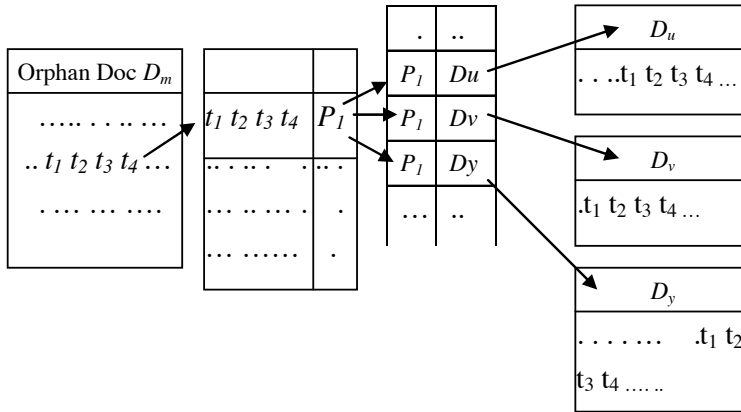 Orphan Doc Dm
….. . . .. …
.. t1 t2 t3 t4 …
. … … ….
t1 t2 t3 t4 P1
.. . .. . . .. .
… .. … . .
… …… .
. ..
P1 Du
P1 Dv
P1 Dy
… ..
Du
. . ..t1 t2 t3 t4 …
Dv
.t1 t2 t3 t4 …
Dy
. . . . … .t1 t2
t3 t4 ... ..